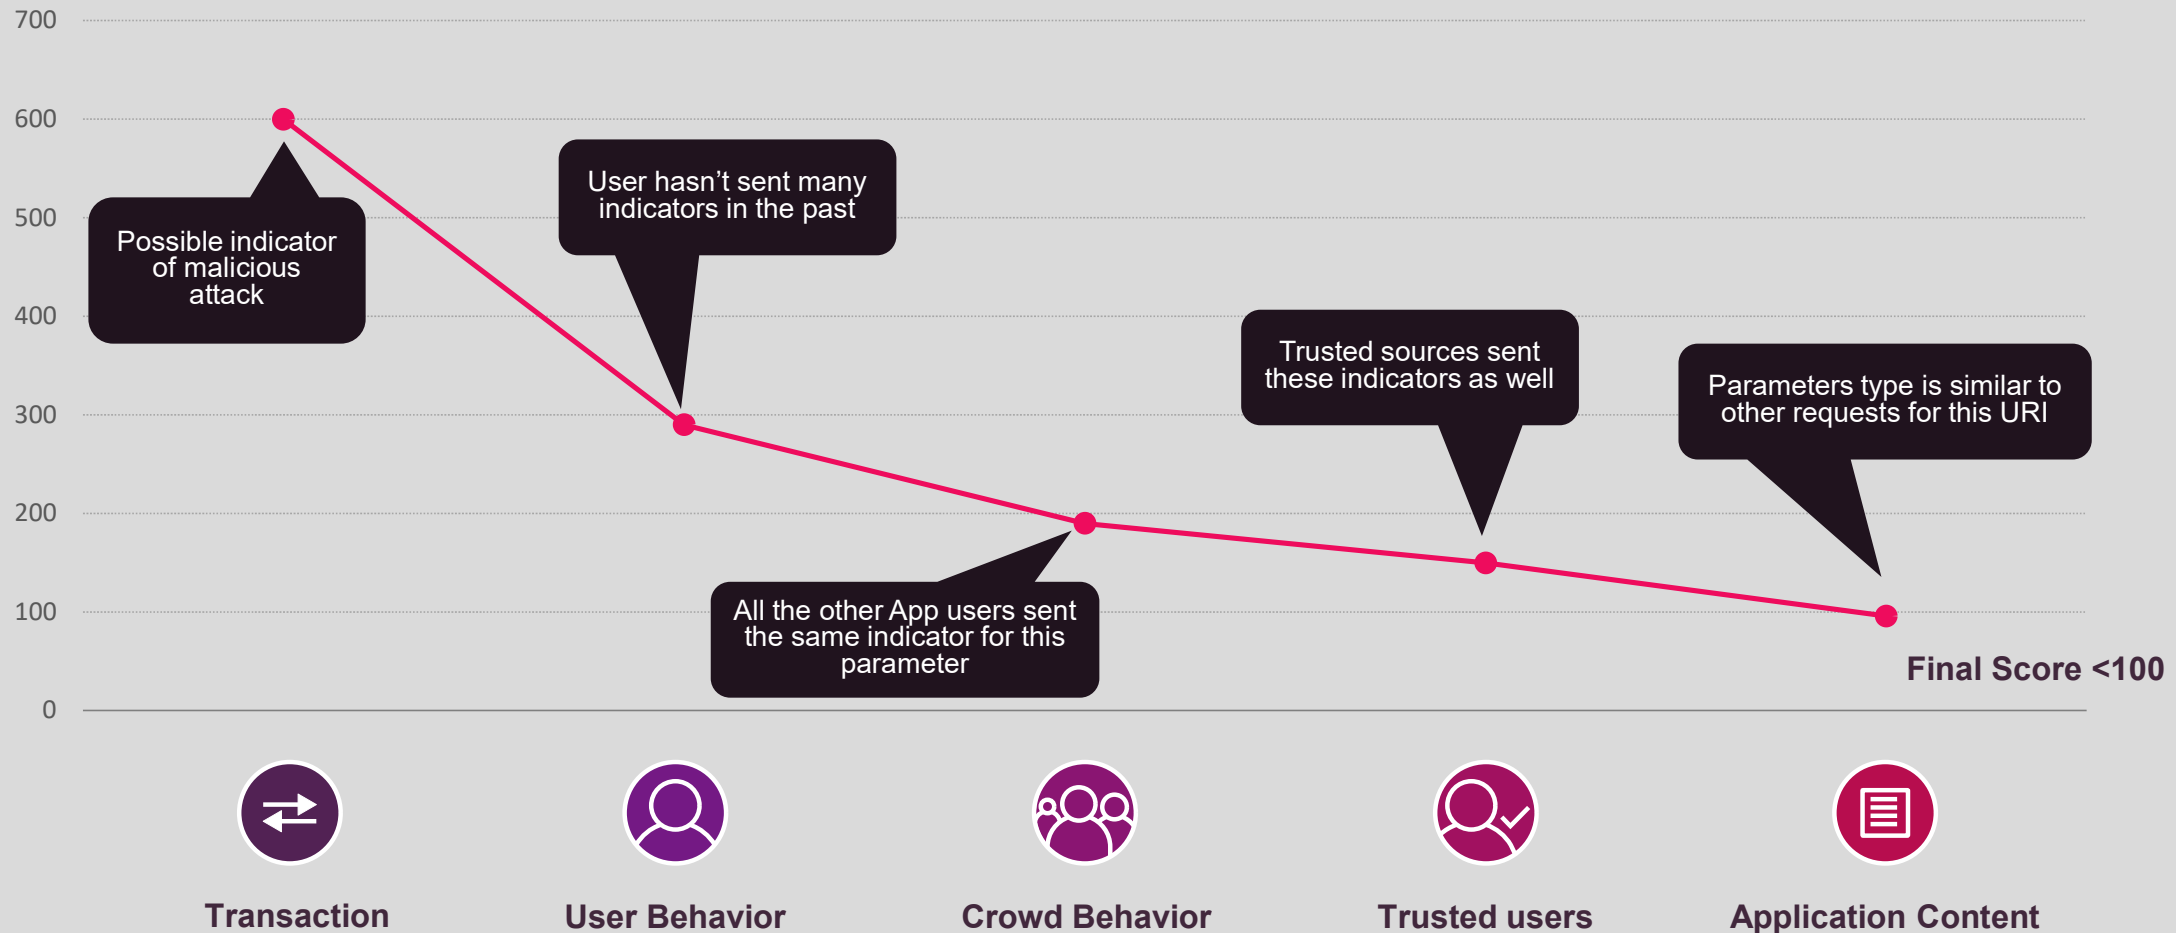 700
600
500
400
300
200
100
0
Possible indicator
of malicious
attack
User hasn’t sent many
indicators in the past
All the other App users sent
the same indicator for this
parameter
Trusted sources sent
these indicators as well
Parameters type is similar to
other requests for this URI
Final Score <100
Transaction
User Behavior
Crowd Behavior
Trusted users
Application Content